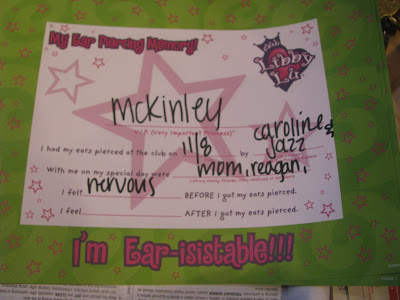 My Ear Piercing Memory!
Club
Libby
Lu
mckinley
V.I.P. (Very Important Princess)
I had my ears pierced at the club on 11/8 by caroline &
jazz
With me on my special day were mom, reagan,
I felt nervous BEFORE I got my ears pierced.
I feel AFTER I got my ears pierced.
I'm Ear-isistable!!!